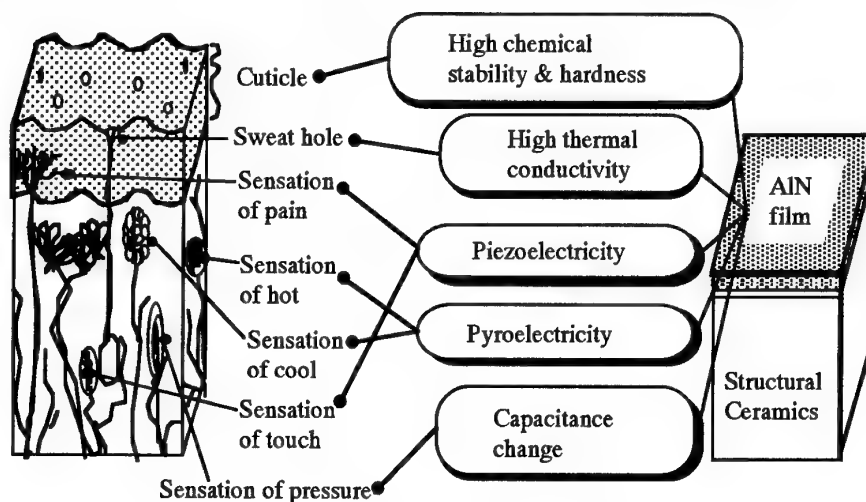 Cuticle
Sweat hole
Sensation
of pain
Sensation
of hot
Sensation
of cool
Sensation
of touch
Sensation of pressure
High chemical
stability & hardness
High thermal
conductivity
Piezoelectricity
Pyroelectricity
Capacitance
change
AlN
film
Structural
Ceramics